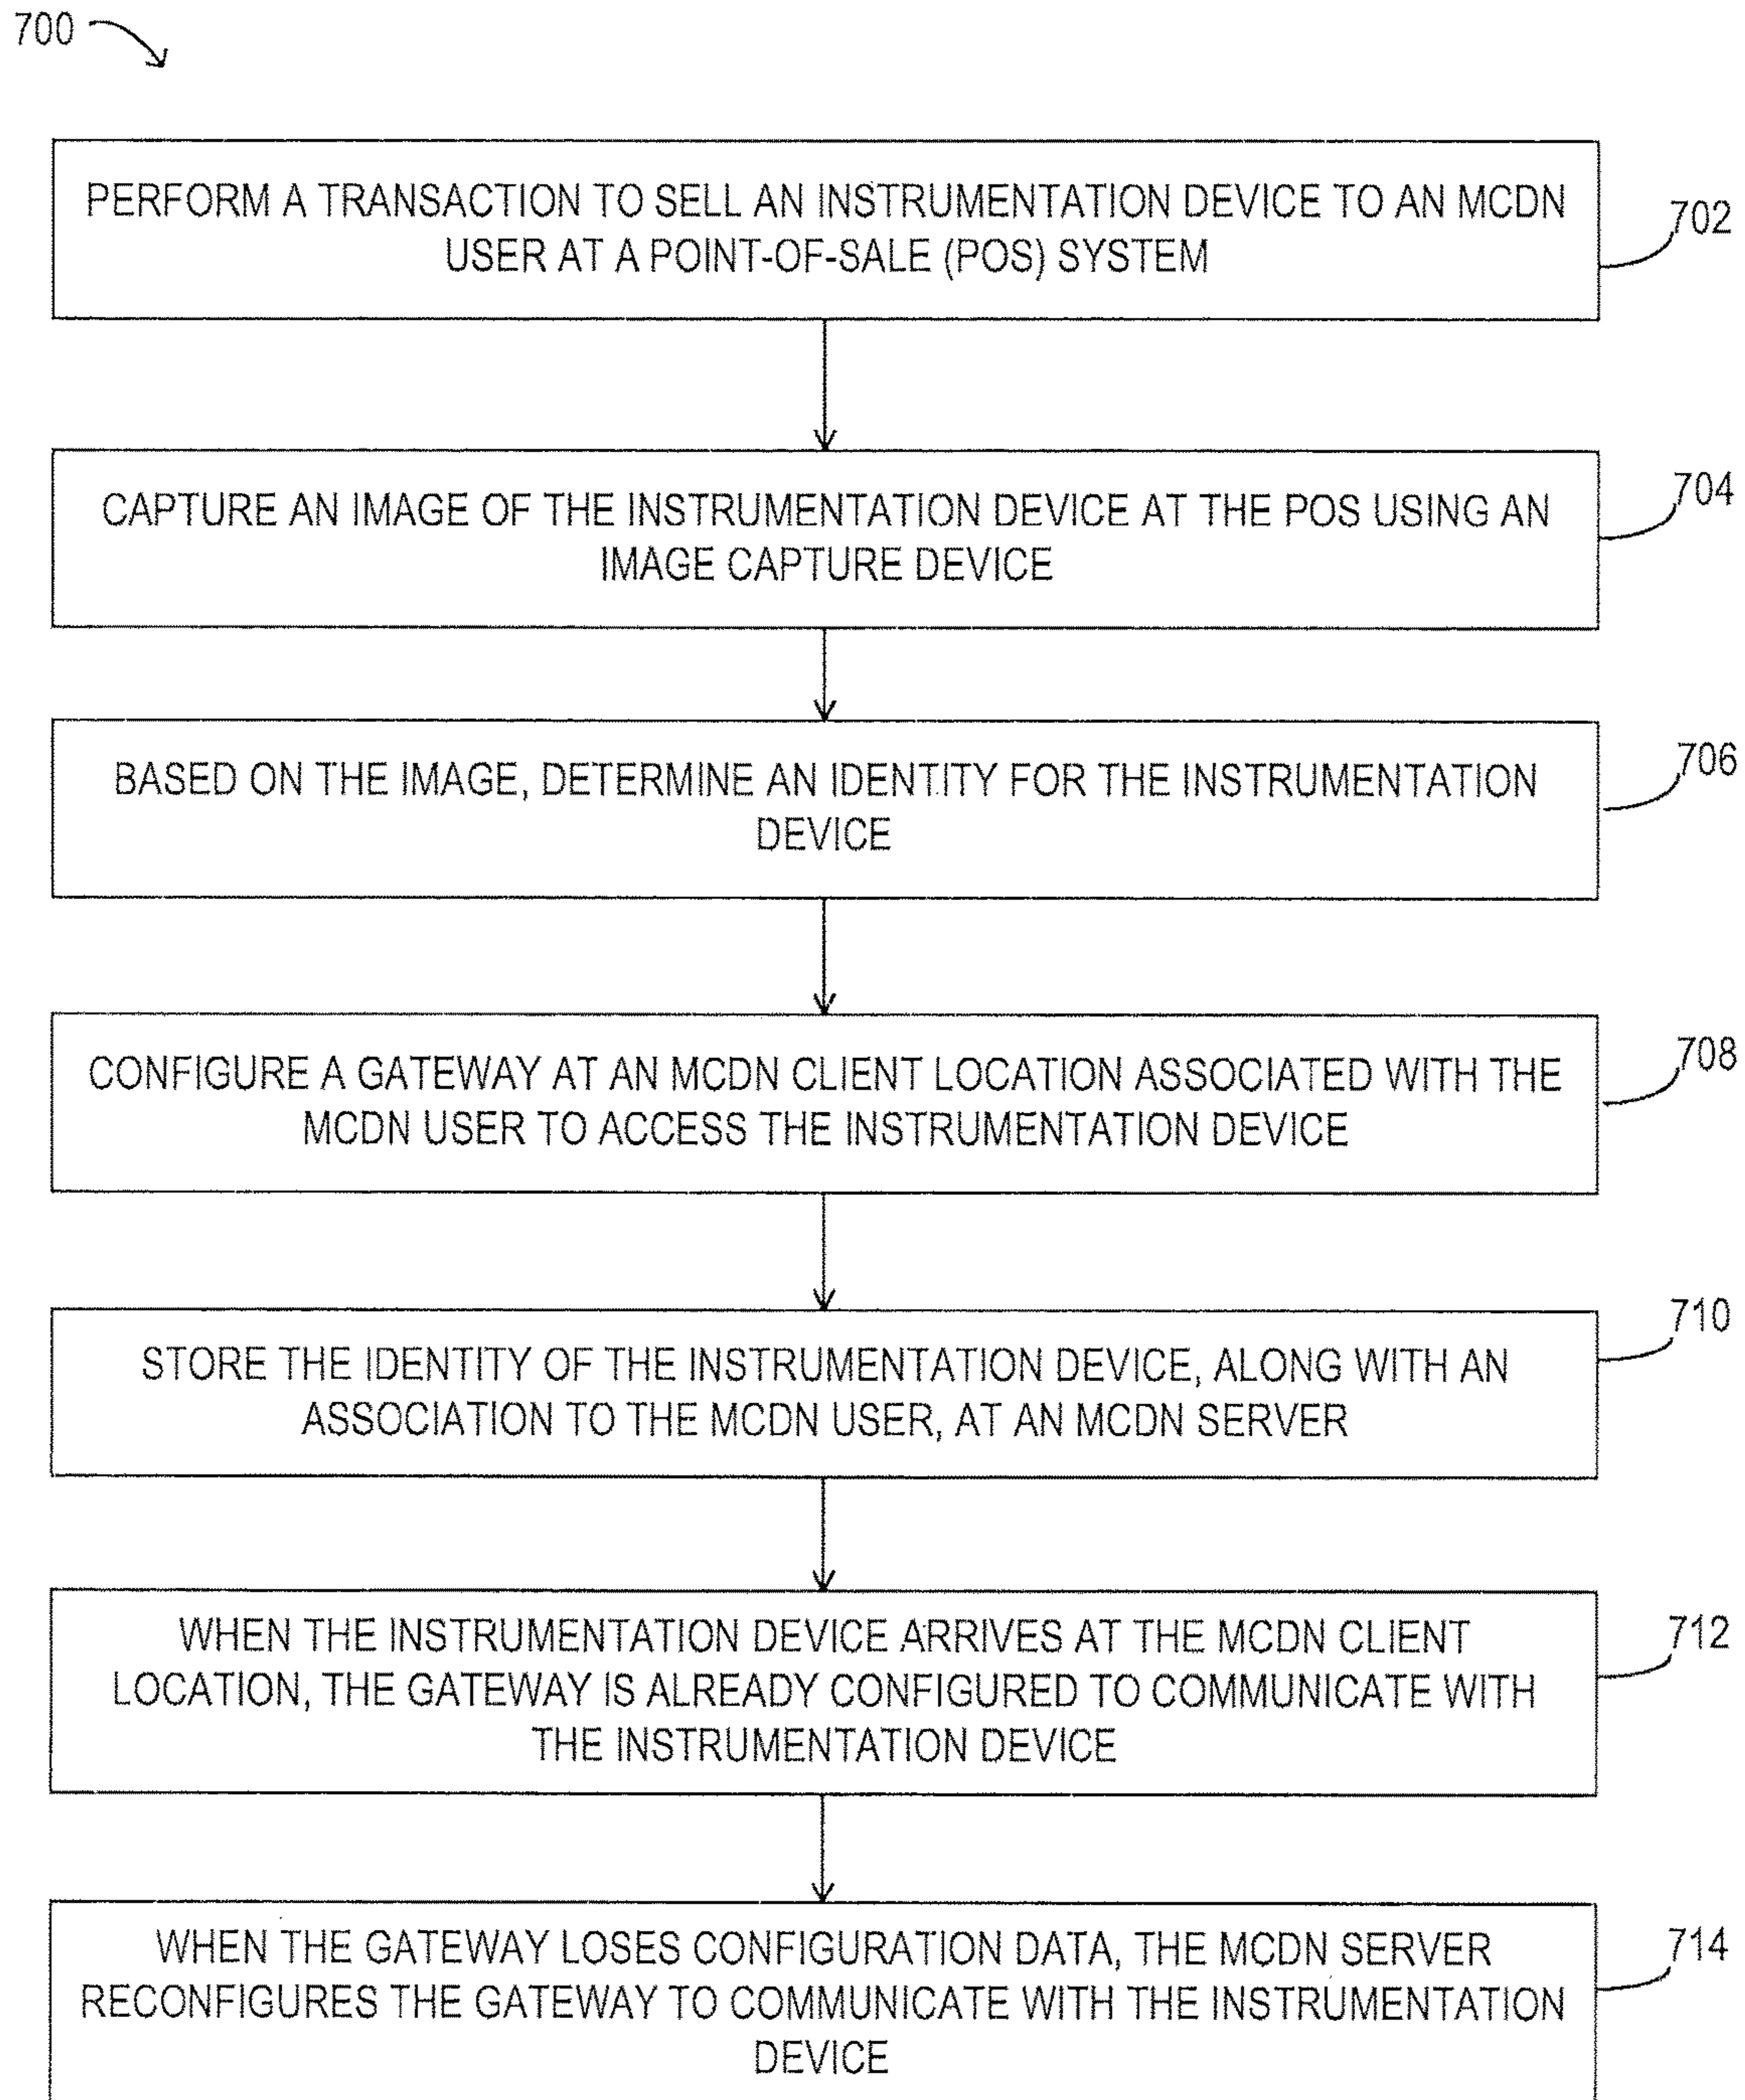 700
PERFORM A TRANSACTION TO SELL AN INSTRUMENTATION DEVICE TO AN MCDN
USER AT A POINT-OF-SALE (POS) SYSTEM
702
CAPTURE AN IMAGE OF THE INSTRUMENTATION DEVICE AT THE POS USING AN
IMAGE CAPTURE DEVICE
704
BASED ON THE IMAGE, DETERMINE AN IDENTITY FOR THE INSTRUMENTATION
DEVICE
706
CONFIGURE A GATEWAY AT AN MCDN CLIENT LOCATION ASSOCIATED WITH THE
MCDN USER TO ACCESS THE INSTRUMENTATION DEVICE
708
STORE THE IDENTITY OF THE INSTRUMENTATION DEVICE, ALONG WITH AN
ASSOCIATION TO THE MCDN USER, AT AN MCDN SERVER
710
WHEN THE INSTRUMENTATION DEVICE ARRIVES AT THE MCDN CLIENT
LOCATION, THE GATEWAY IS ALREADY CONFIGURED TO COMMUNICATE WITH
THE INSTRUMENTATION DEVICE
712
WHEN THE GATEWAY LOSES CONFIGURATION DATA, THE MCDN SERVER
RECONFIGURES THE GATEWAY TO COMMUNICATE WITH THE INSTRUMENTATION
DEVICE
714